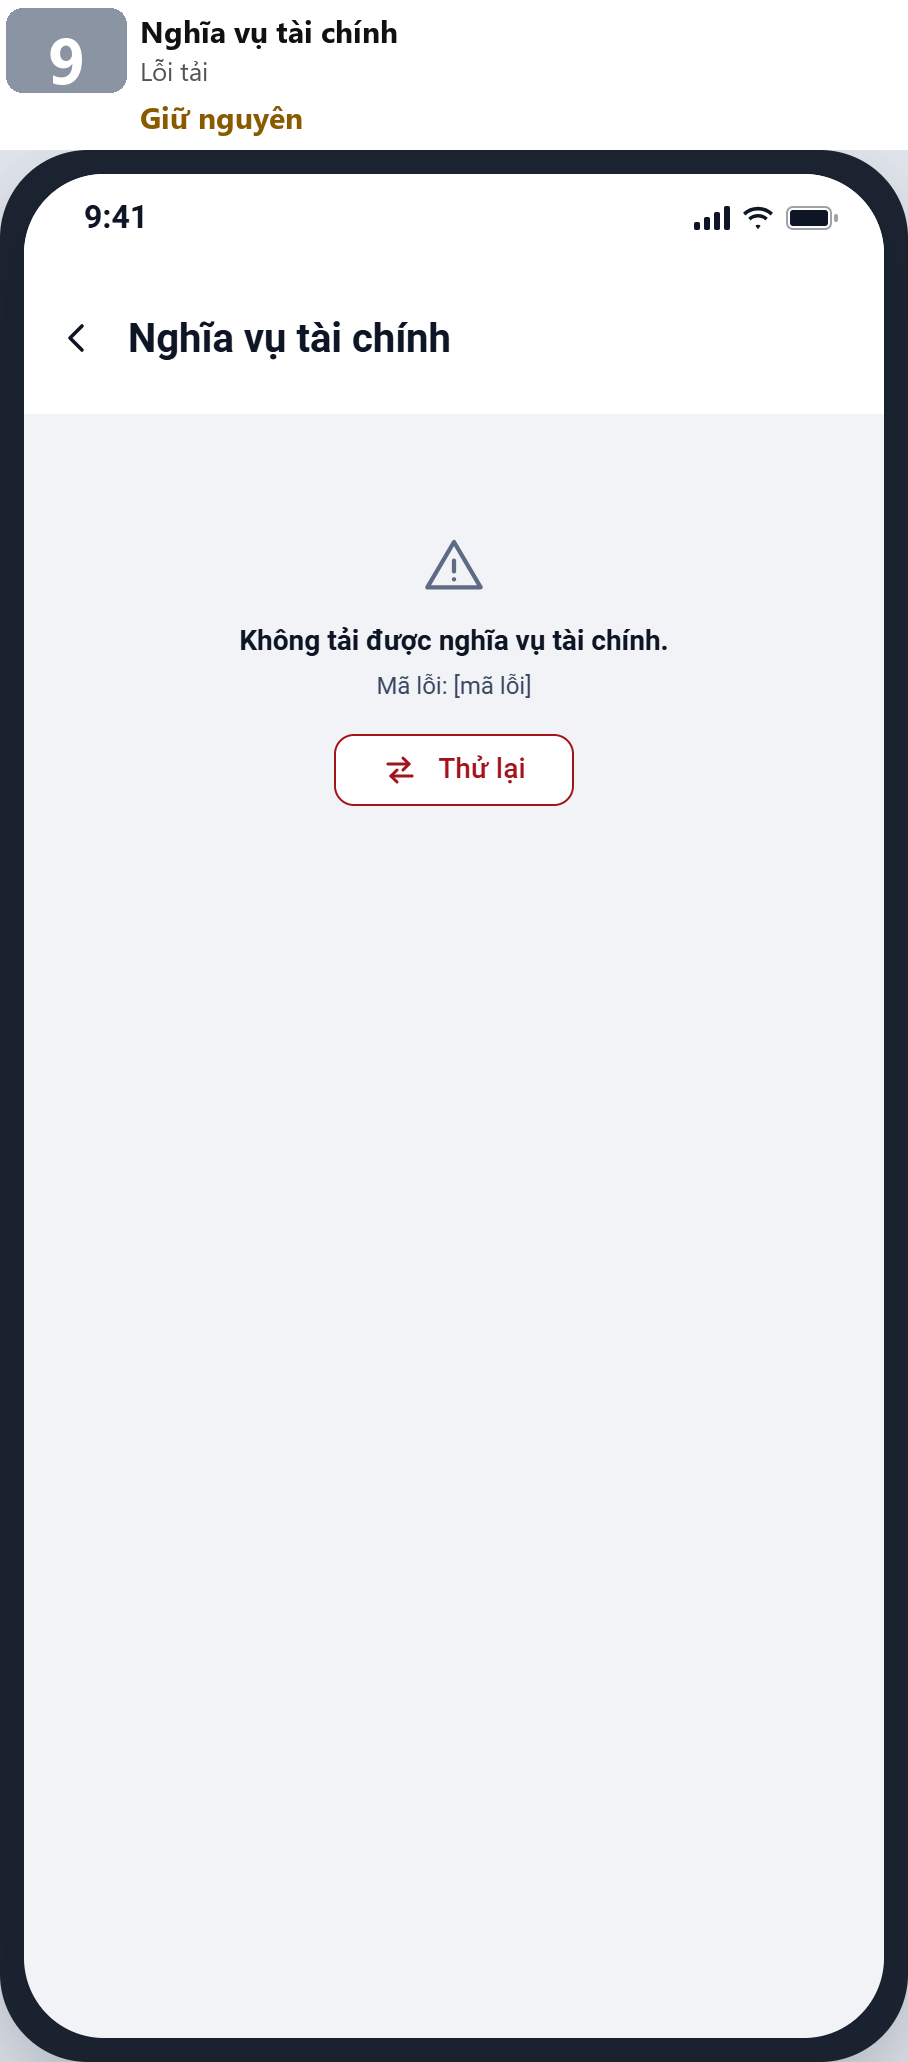 9
Nghĩa vụ tài chính
Lỗi tải
Giữ nguyên
9:41
Nghĩa vụ tài chính
Không tải được nghĩa vụ tài chính.
Mã lỗi: [mã lỗi]
Thử lại